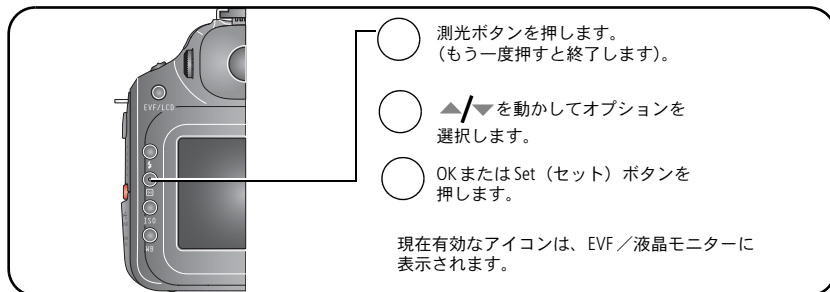 EVF/LCD
ISO
WB
測光ボタンを押します。
(もう一度押すと終了します)。
▲/▼を動かしてオプションを
選択します。
OKまたは Set（セット）ボタンを
押します。
現在有効なアイコンは、EVF／液晶モニターに
表示されます。